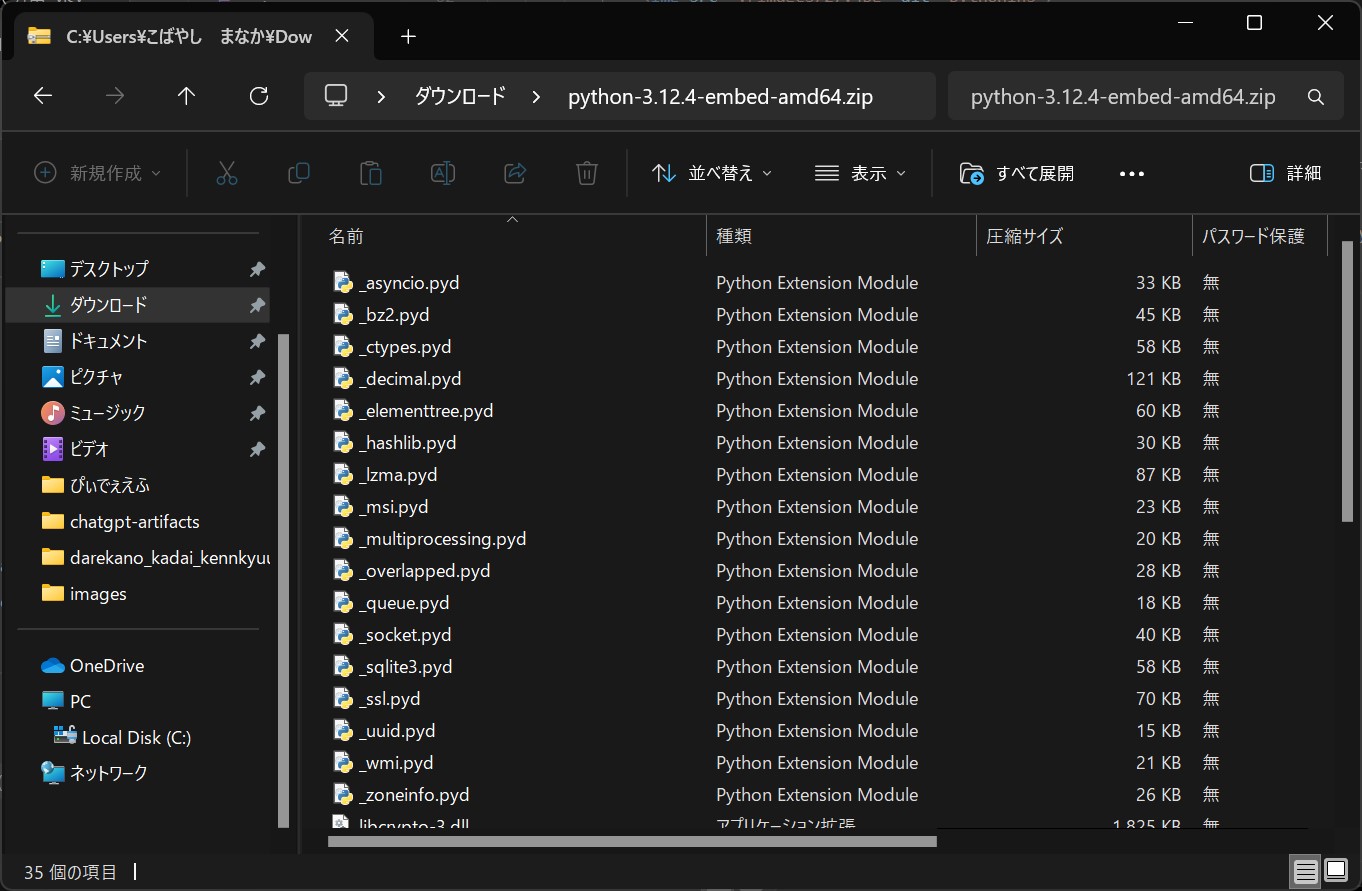 C:¥Users¥こばやし　まなか¥Dow
ダウンロード
python-3.12.4-embed-amd64.zip
python-3.12.4-embed-amd64.zip
新規作成
並べ替え
表示
すべて展開
詳細
名前 種類 圧縮サイズ パスワード保護
デスクトップ
ダウンロード
ドキュメント
ピクチャ
ミュージック
ビデオ
ぴぃでぇえふ
chatgpt-artifacts
darekano_kadai_kennkyuu
images
OneDrive
PC
Local Disk (C:)
ネットワーク
_asyncio.pyd Python Extension Module 33 KB 無
_bz2.pyd Python Extension Module 45 KB 無
_ctypes.pyd Python Extension Module 58 KB 無
_decimal.pyd Python Extension Module 121 KB 無
_elementtree.pyd Python Extension Module 60 KB 無
_hashlib.pyd Python Extension Module 30 KB 無
_lzma.pyd Python Extension Module 87 KB 無
_msi.pyd Python Extension Module 23 KB 無
_multiprocessing.pyd Python Extension Module 20 KB 無
_overlapped.pyd Python Extension Module 28 KB 無
_queue.pyd Python Extension Module 18 KB 無
_socket.pyd Python Extension Module 40 KB 無
_sqlite3.pyd Python Extension Module 58 KB 無
_ssl.pyd Python Extension Module 70 KB 無
_uuid.pyd Python Extension Module 15 KB 無
_wmi.pyd Python Extension Module 21 KB 無
_zoneinfo.pyd Python Extension Module 26 KB 無
libcrypto-3.dll アプリケーション拡張 1,825 KB 無
35 個の項目